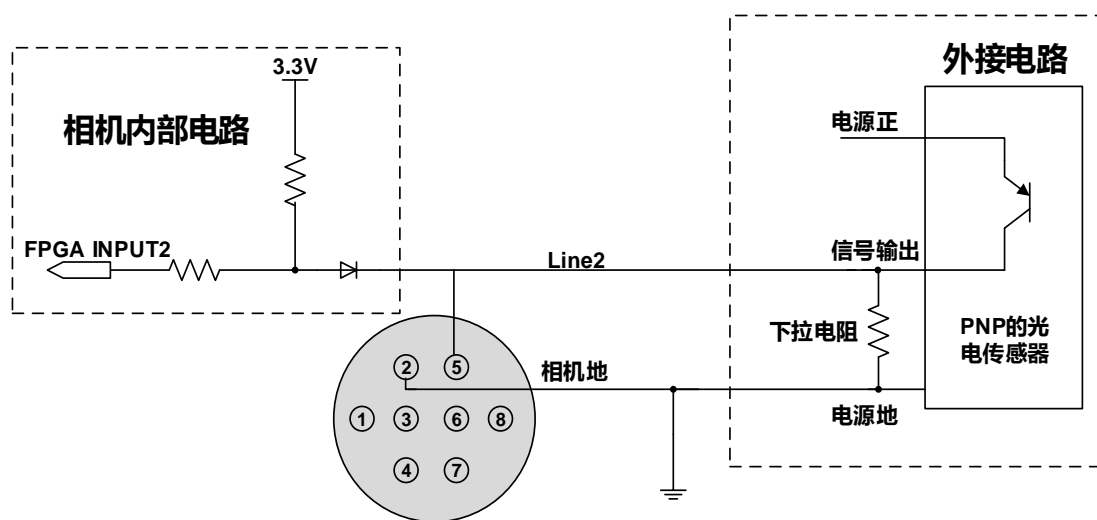 外接电路
3.3V
电源正
相机内部电路
FPGA INPUT2
信号输出
Line2
下拉电阻
PNP的光
电传感器
相机地
电源地
2
5
1
3
6
8
4
7